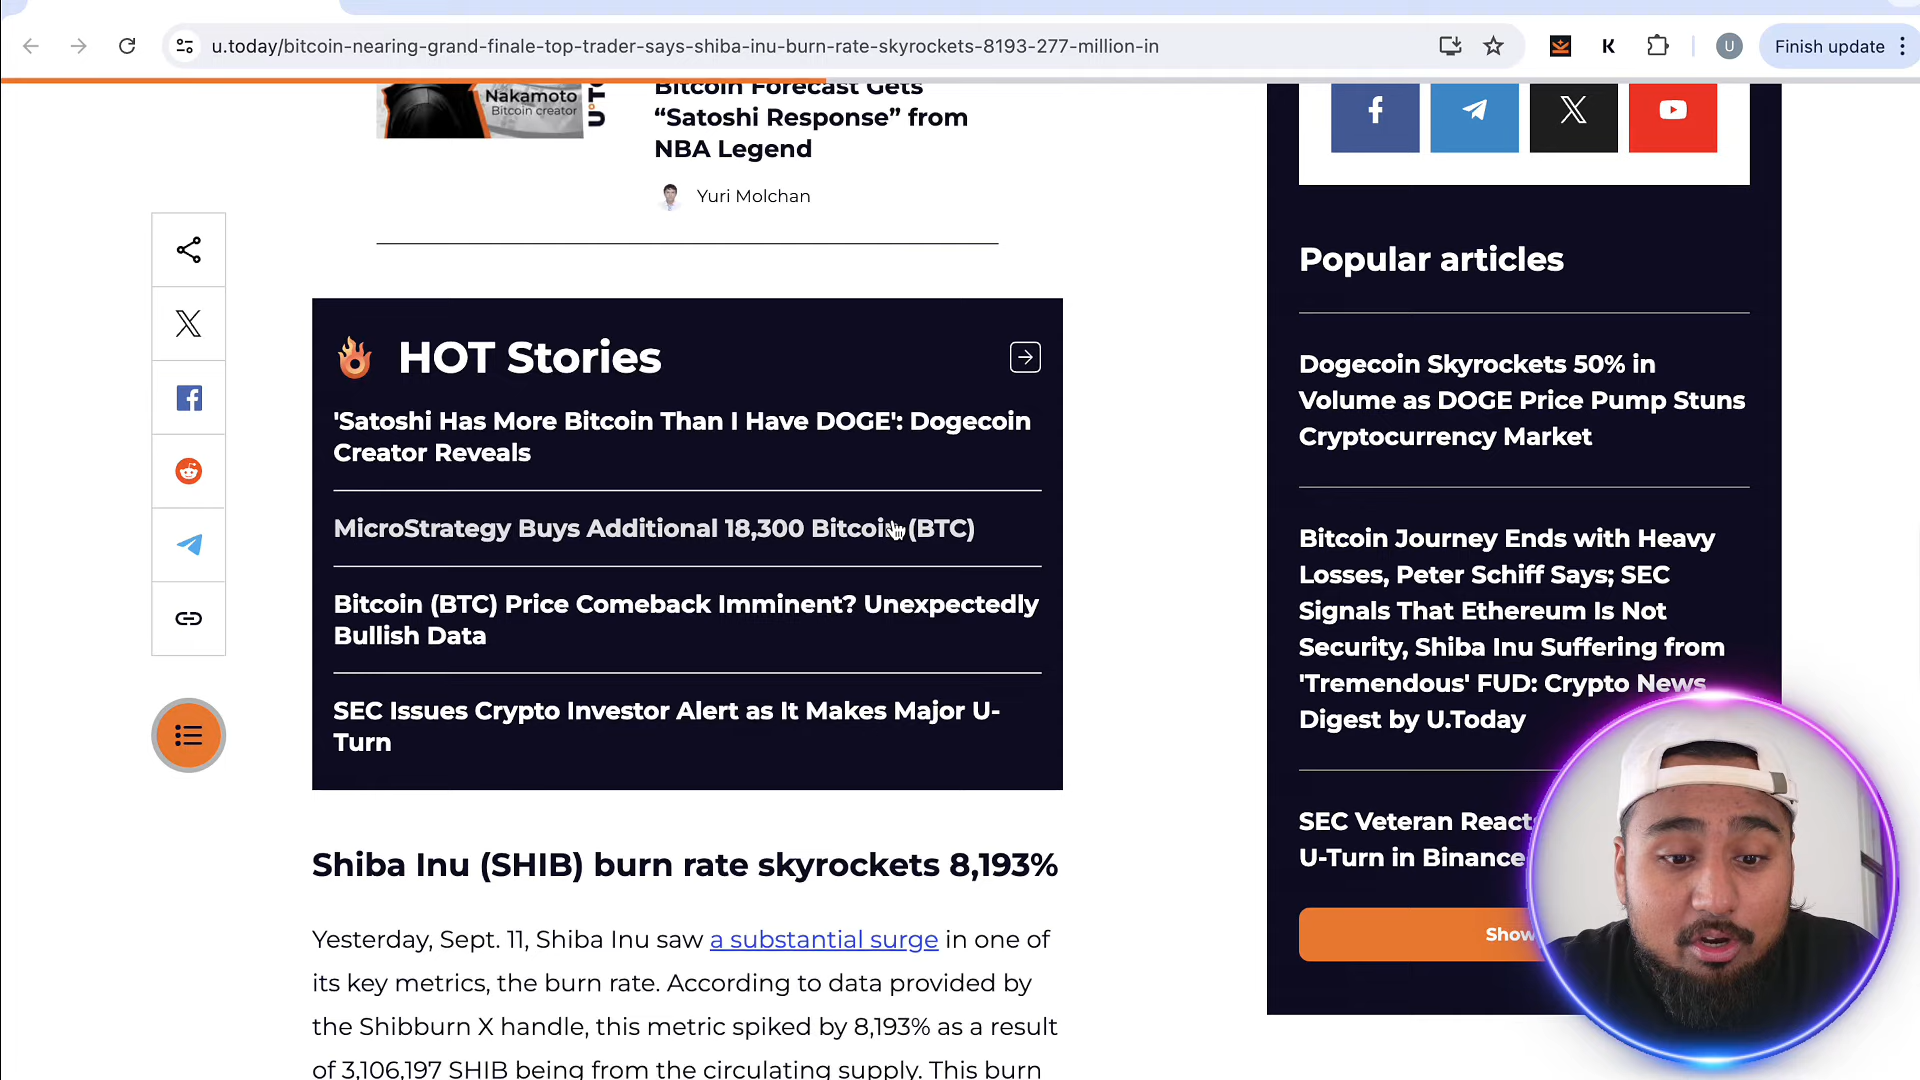 u.today/bitcoin-nearing-grand-finale-top-trader-says-shiba-inu-burn-rate-skyrockets-8193-277-million-in
K
U
Finish update
Nakamoto
Bitcoin creator
Bitcoin Forecast Gets
“Satoshi Response” from
NBA Legend
Yuri Molchan
HOT Stories
'Satoshi Has More Bitcoin Than I Have DOGE': Dogecoin
Creator Reveals
MicroStrategy Buys Additional 18,300 Bitcoin (BTC)
Bitcoin (BTC) Price Comeback Imminent? Unexpectedly
Bullish Data
SEC Issues Crypto Investor Alert as It Makes Major U-
Turn
Shiba Inu (SHIB) burn rate skyrockets 8,193%
Yesterday, Sept. 11, Shiba Inu saw a substantial surge in one of
its key metrics, the burn rate. According to data provided by
the Shibburn X handle, this metric spiked by 8,193% as a result
of 3,106,197 SHIB being from the circulating supply. This burn
Popular articles
Dogecoin Skyrockets 50% in
Volume as DOGE Price Pump Stuns
Cryptocurrency Market
Bitcoin Journey Ends with Heavy
Losses, Peter Schiff Says; SEC
Signals That Ethereum Is Not
Security, Shiba Inu Suffering from
'Tremendous' FUD: Crypto News
Digest by U.Today
SEC Veteran Reacts
U-Turn in Binance
Show